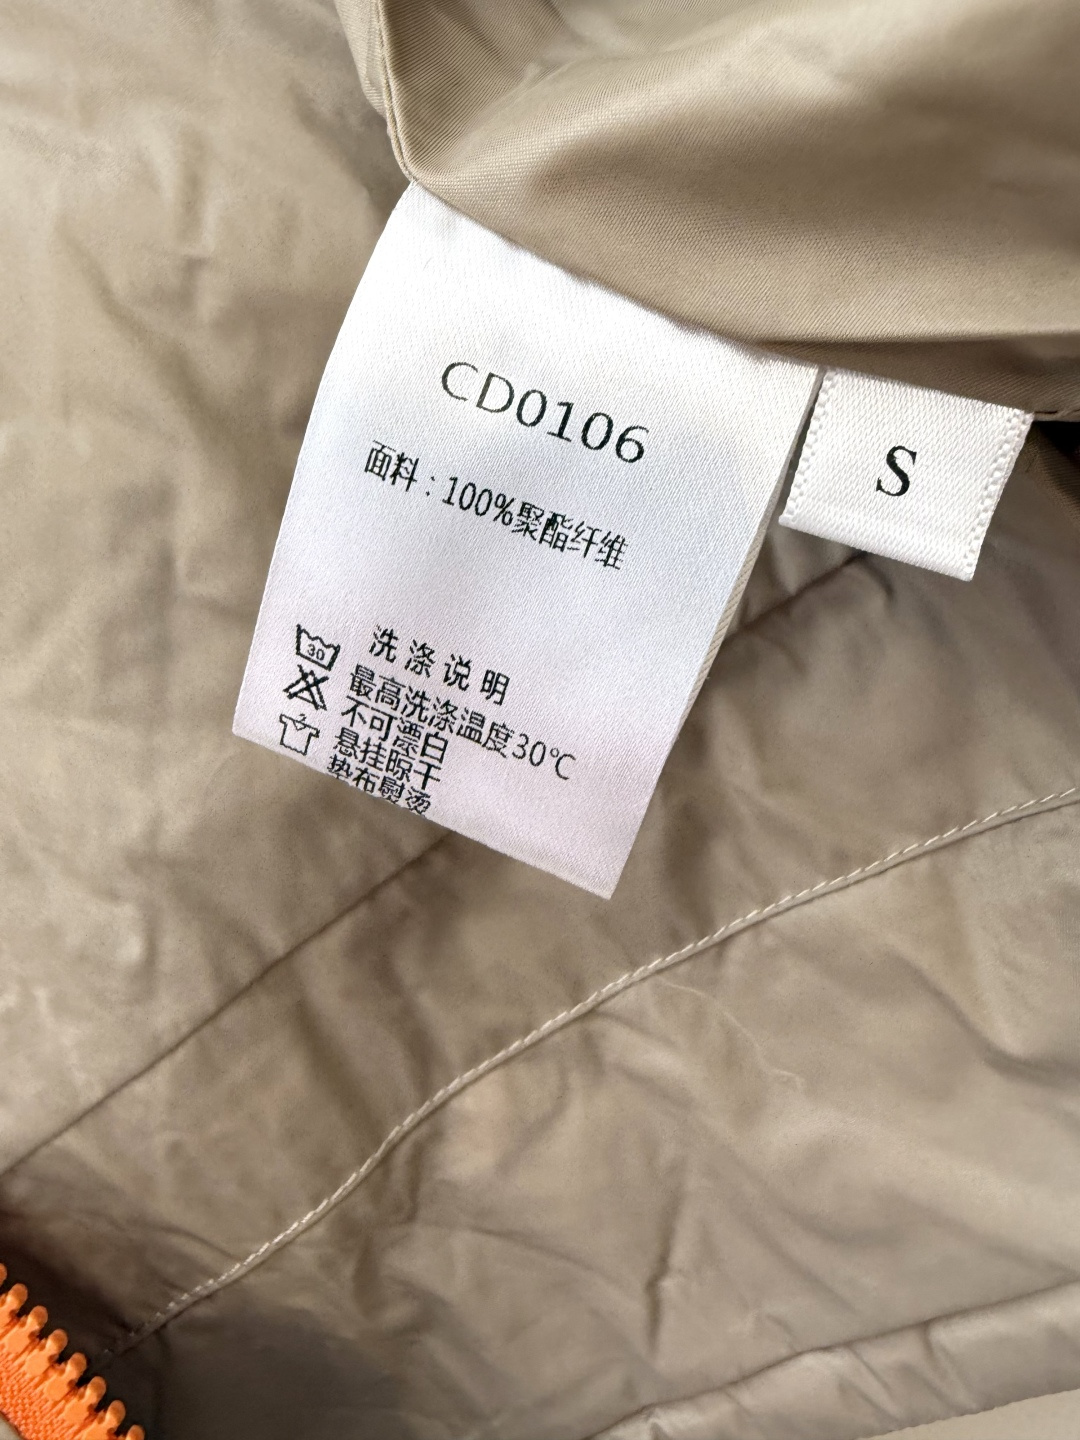 CD0106
面料：100%聚酯纤维
S
洗涤说明
30
最高洗涤温度30℃
不可漂白
悬挂晾干
垫布熨烫